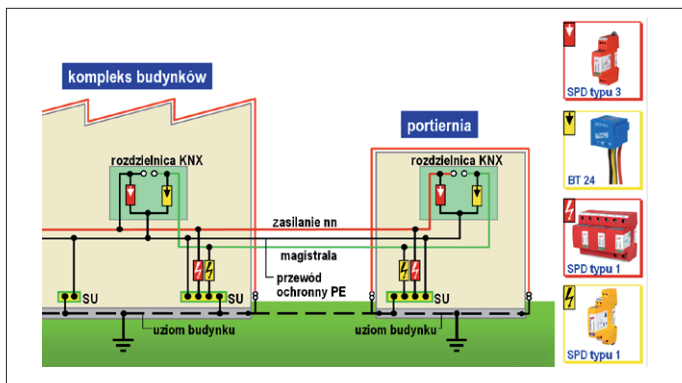 kompleks budynków
portiernia
rozdzielnica KNX
rozdzielnica KNX
zasilanie nn
magistrala
przewód
ochronny PE
SU
SU
SU
uziom budynku
uziom budynku
SPD typu 3
BT 24
SPD typu 1
SPD typu 1